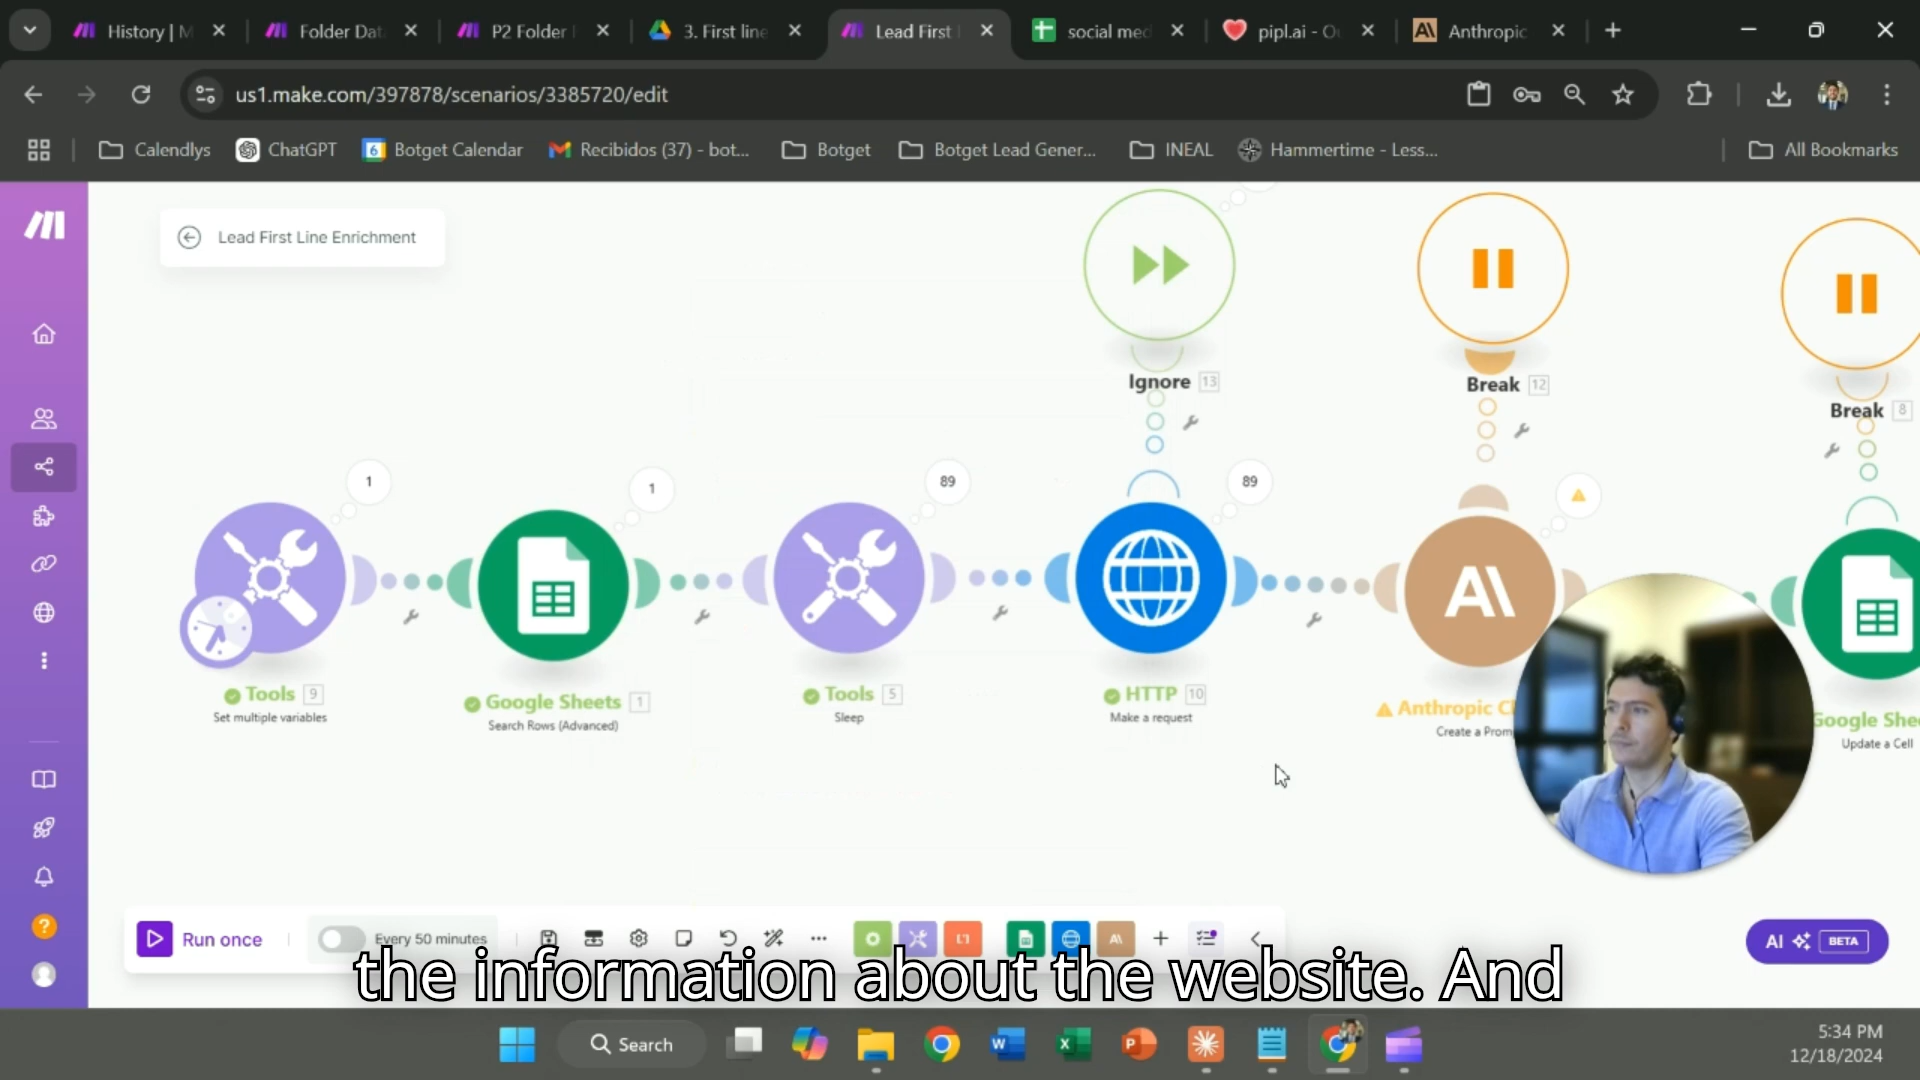 History | M
Folder Dat
P2 Folder
3. First line
Lead First
social med
pipl.ai - O
Anthropic
us1.make.com/397878/scenarios/3385720/edit
Calendlys
ChatGPT
6
Botget Calendar
Recibidos (37) - bot...
Botget
Botget Lead Gener...
INEAL
Hammertime - Less...
All Bookmarks
Lead First Line Enrichment
Ignore 13
Break 12
Break 8
1
1
89
89
Tools 9
Set multiple variables
Google Sheets 1
Search Rows (Advanced)
Tools 5
Sleep
HTTP 10
Make a request
Anthropic Cl
Create a Prom
Google Shee
Update a Cell
Run once
Every 50 minutes
AI BETA
the information about the website. And
Search
5:34 PM
12/18/2024